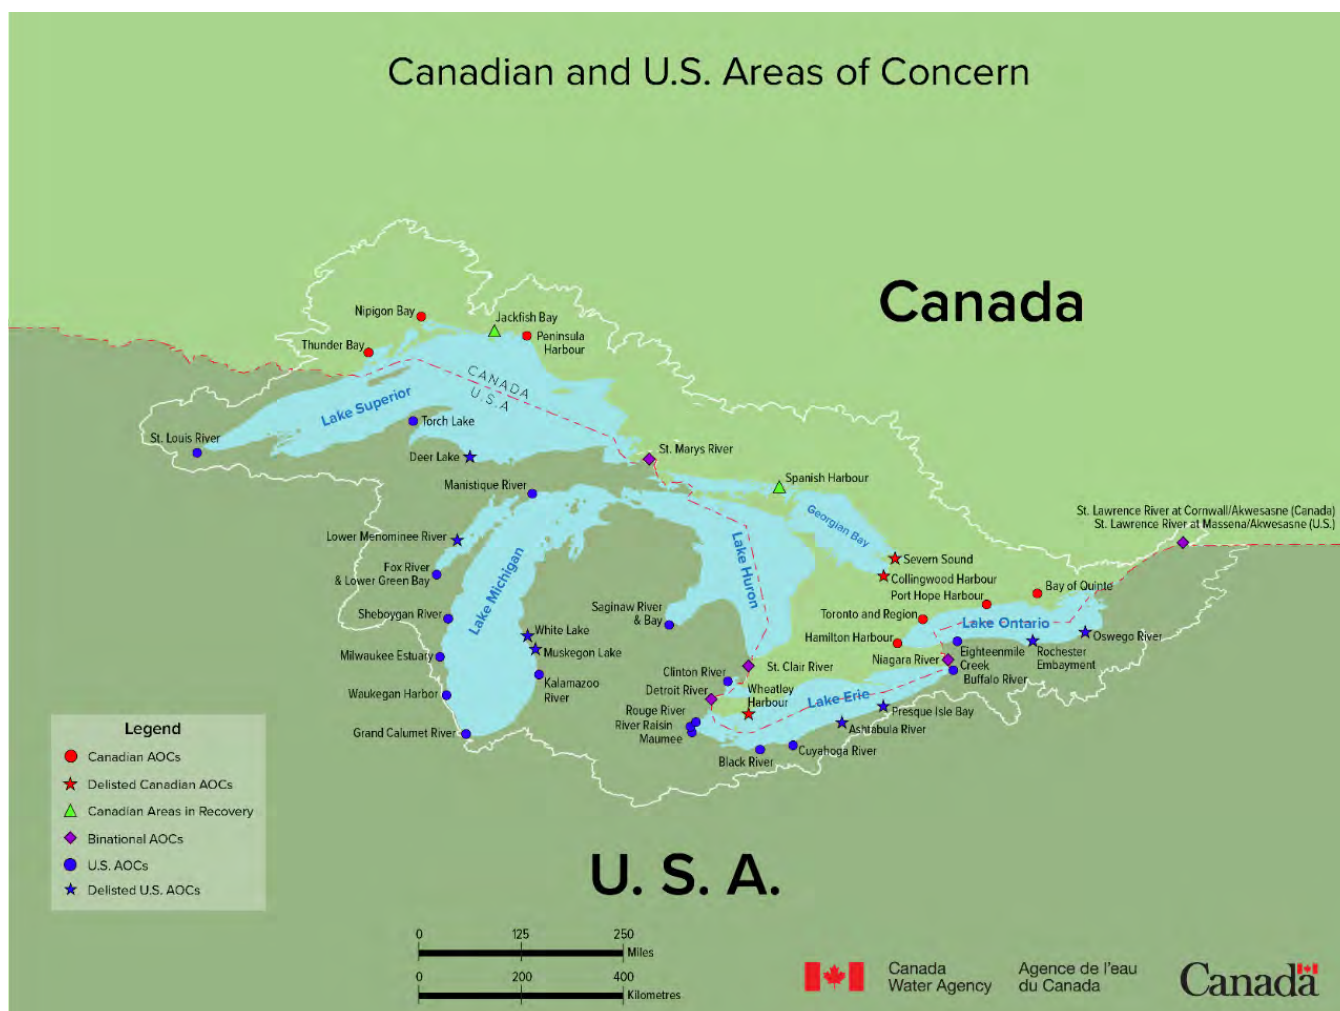 Canadian and U.S. Areas of Concern
Canada
Nipigon Bay
Jackfish Bay
Thunder Bay
Peninsula
Harbour
CANADA
U.S.A
Lake Superior
St. Louis River
Torch Lake
Deer Lake
St. Marys River
Manistique River
Spanish Harbour
Georgian Bay
St. Lawrence River at Cornwall/Akwesasne (Canada)
St. Lawrence River at Massena/Akwesasne (U.S.)
Lower Menominee River
Fox River
& Lower Green Bay
Lake Michigan
Lake Huron
Severn Sound
Collingwood Harbour
Port Hope Harbour
Bay of Quinte
Sheboygan River
Saginaw River
& Bay
Toronto and Region
Lake Ontario
White Lake
Muskegon Lake
Hamilton Harbour
Oswego River
Milwaukee Estuary
Kalamazoo
River
Clinton River
St. Clair River
Niagara River
Eighteenmile
Creek
Rochester
Embayment
Buffalo River
Waukegan Harbor
Detroit River
Wheatley
Harbour
Lake Erie
Rouge River
River Raisin
Maumee
Presque Isle Bay
Ashtabula River
Grand Calumet River
Black River
Cuyahoga River
Legend
Canadian AOCs
Delisted Canadian AOCs
Canadian Areas in Recovery
Binational AOCs
U.S. AOCs
Delisted U.S. AOCs
U. S. A.
0 125 250
Miles
0 200 400
Kilometres
Canada
Water Agency
Agence de l'eau
du Canada
Canada